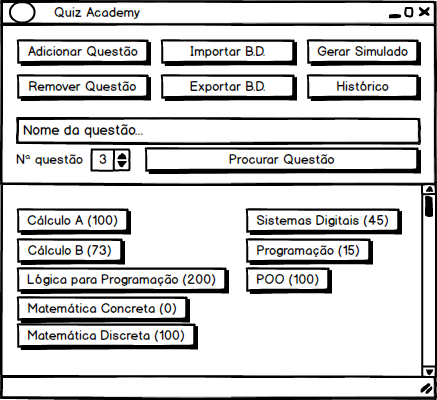 Quiz Academy
Adicionar Questão Importar B.D. Gerar Simulado
Remover Questão Exportar B.D. Histórico
Nome da questão...
Nº questão 3 Procurar Questão
Cálculo A (100) Sistemas Digitais (45)
Cálculo B (73) Programação (15)
Lógica para Programação (200) POO (100)
Matemática Concreta (0)
Matemática Discreta (100)